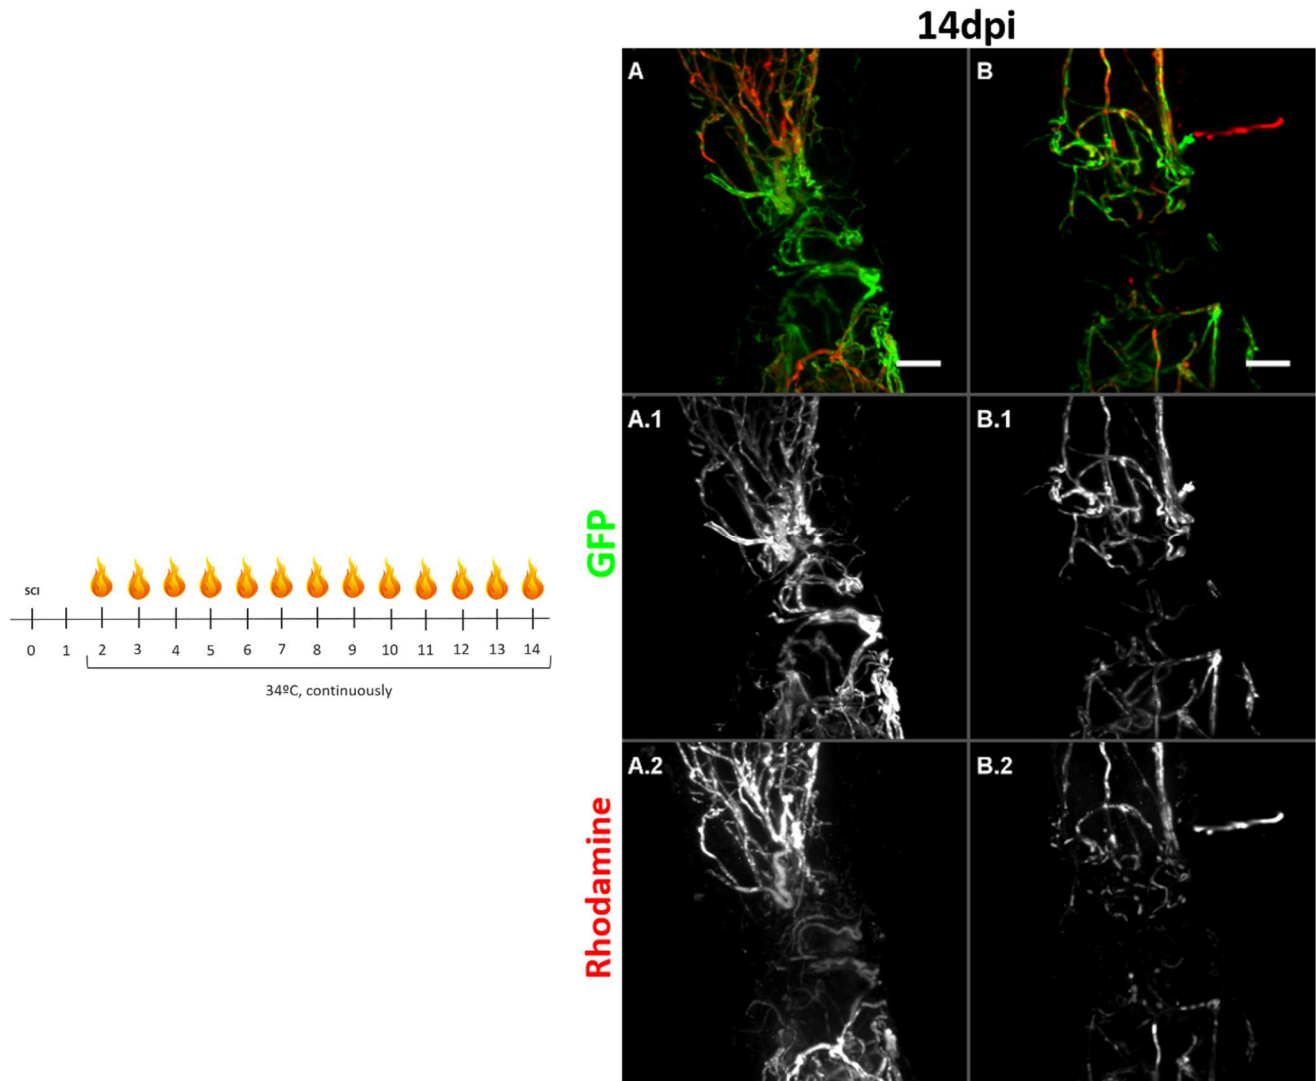 14dpi
A
B
A.1
B.1
GFP
SCI
0 1 2 3 4 5 6 7 8 9 10 11 12 13 14
34ºC, continuously
A.2
B.2
Rhodamine